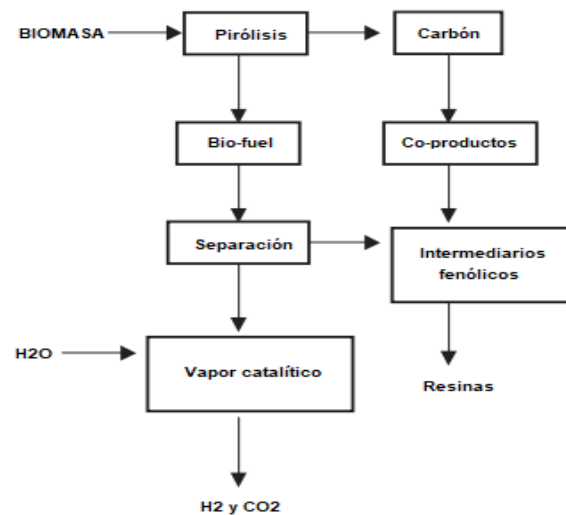 BIOMASA
Pirólisis
Carbón
Bio-fuel
Co-productos
Separación
Intermediarios
fenólicos
H2O
Vapor catalítico
Resinas
H2 y CO2